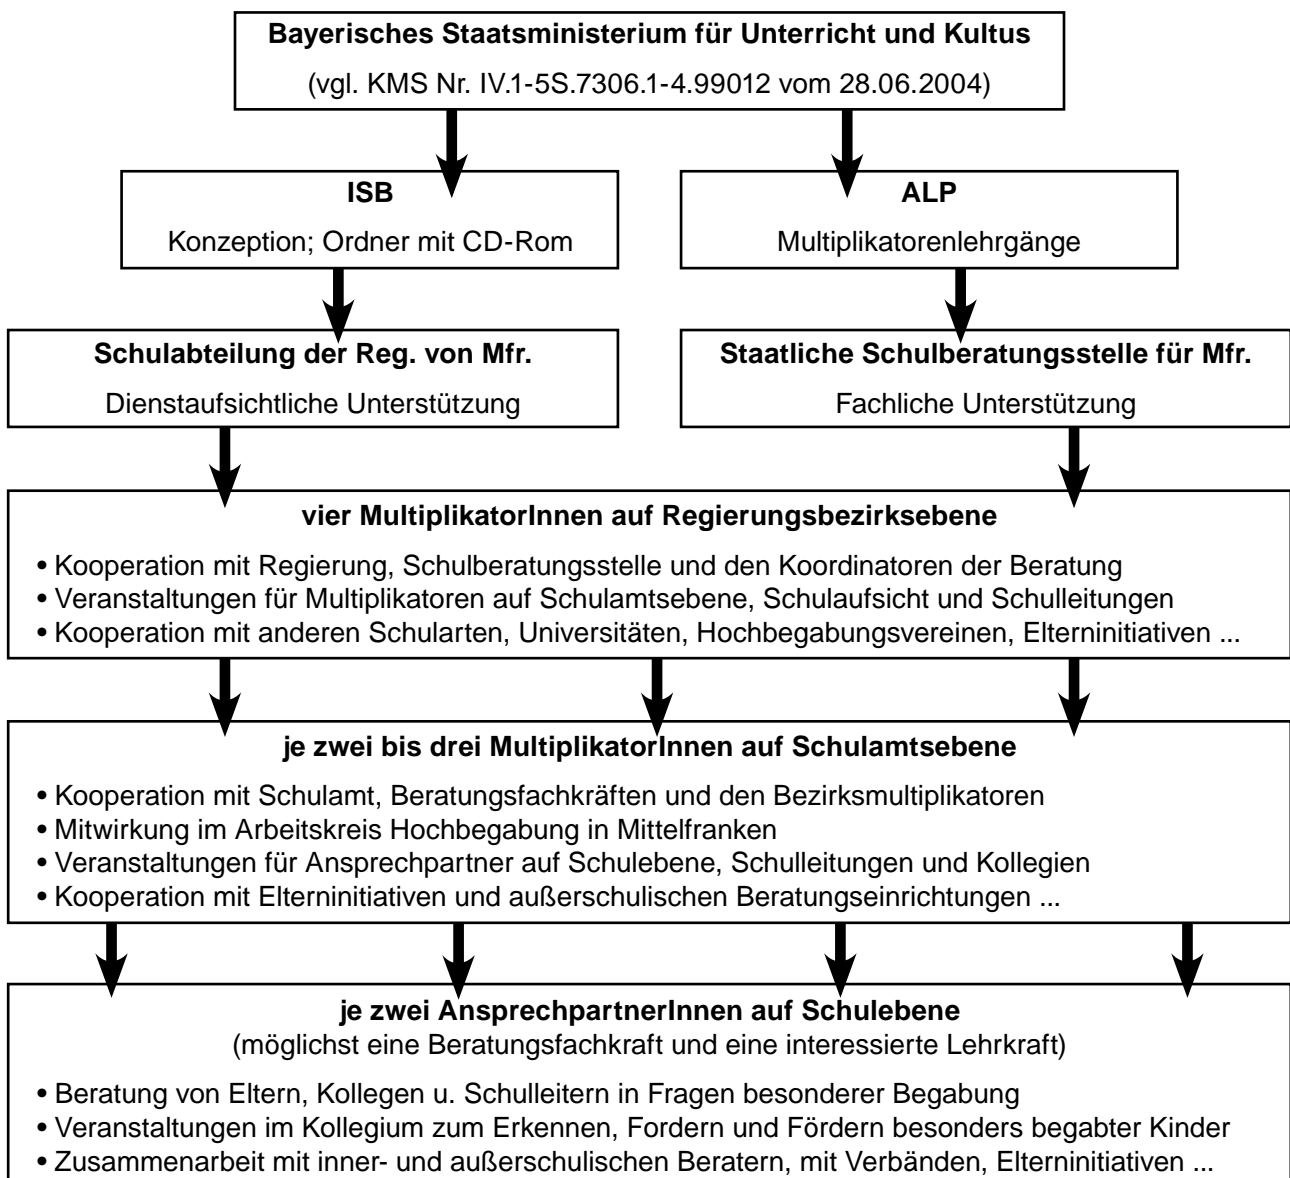 Bayerisches Staatsministerium für Unterricht und Kultus
(vgl. KMS Nr. IV.1-5S.7306.1-4.99012 vom 28.06.2004)
ISB
Konzeption; Ordner mit CD-Rom
ALP
Multiplikatorenlehrgänge
Schulabteilung der Reg. von Mfr.
Dienstaufsichtliche Unterstützung
Staatliche Schulberatungsstelle für Mfr.
Fachliche Unterstützung
vier MultiplikatorInnen auf Regierungsbezirksebene
• Kooperation mit Regierung, Schulberatungsstelle und den Koordinatoren der Beratung
• Veranstaltungen für Multiplikatoren auf Schulamtsebene, Schulaufsicht und Schulleitungen
• Kooperation mit anderen Schularten, Universitäten, Hochbegabungsvereinen, Elterninitiativen ...
je zwei bis drei MultiplikatorInnen auf Schulamtsebene
• Kooperation mit Schulamt, Beratungsfachkräften und den Bezirksmultiplikatoren
• Mitwirkung im Arbeitskreis Hochbegabung in Mittelfranken
• Veranstaltungen für Ansprechpartner auf Schulebene, Schulleitungen und Kollegien
• Kooperation mit Elterninitiativen und außerschulischen Beratungseinrichtungen ...
je zwei AnsprechpartnerInnen auf Schulebene
(möglichst eine Beratungsfachkraft und eine interessierte Lehrkraft)
• Beratung von Eltern, Kollegen u. Schulleitern in Fragen besonderer Begabung
• Veranstaltungen im Kollegium zum Erkennen, Fordern und Fördern besonders begabter Kinder
• Zusammenarbeit mit inner- und außerschulischen Beratern, mit Verbänden, Elterninitiativen ...